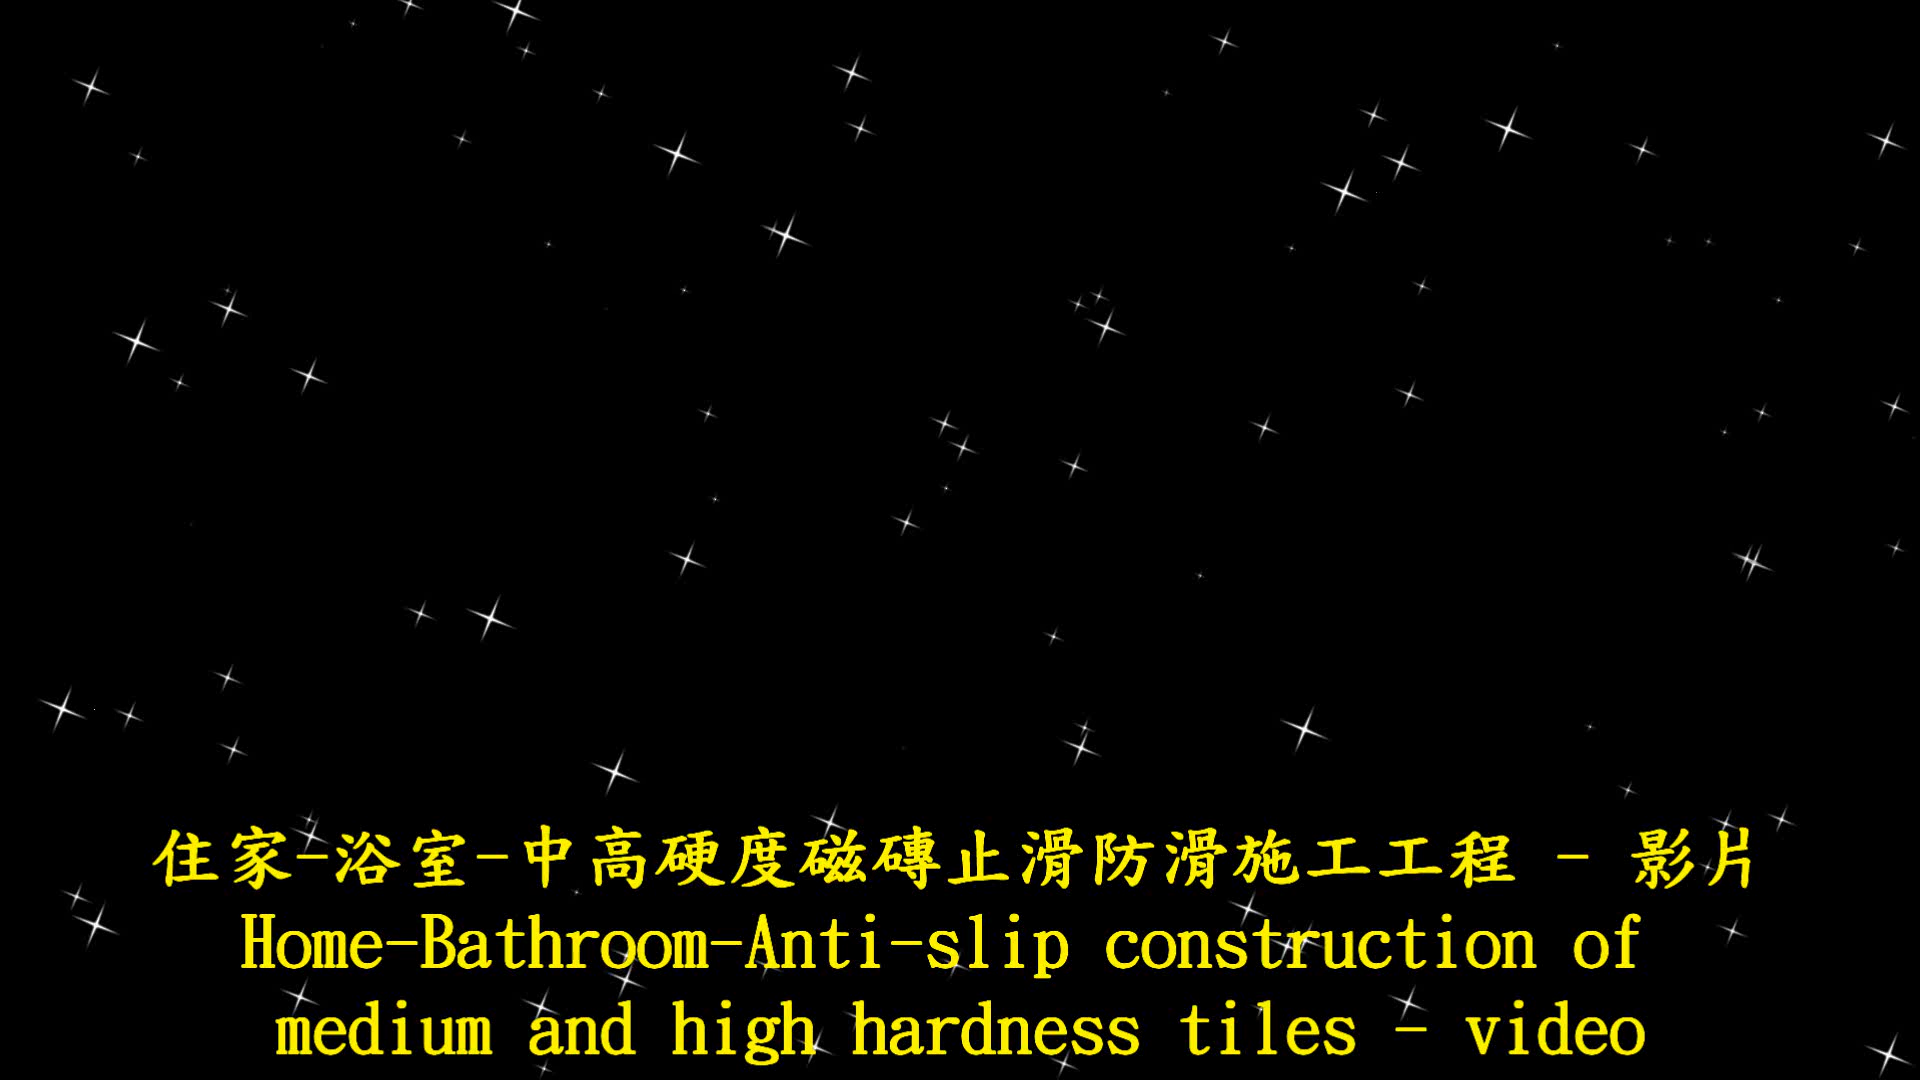 住家-浴室-中高硬度磁磚止滑防滑施工工程 - 影片
Home-Bathroom-Anti-slip construction of
medium and high hardness tiles - video